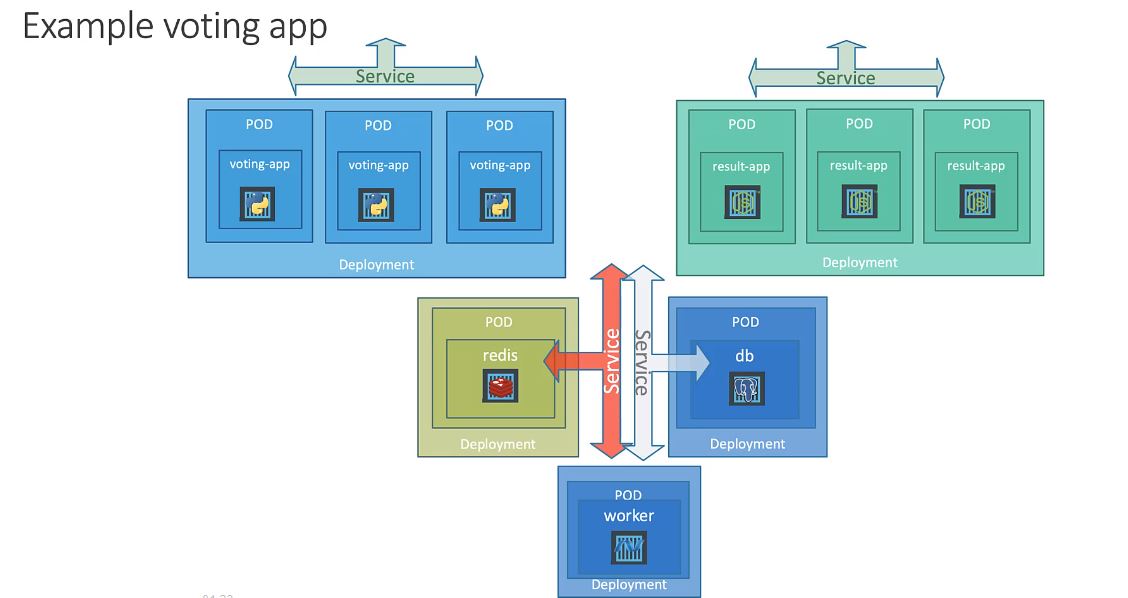 Example voting app
Service
Service
POD
POD
POD
voting-app
voting-app
voting-app
Deployment
POD
POD
POD
result-app
result-app
result-app
Deployment
POD
redis
Deployment
Service
Service
POD
db
Deployment
POD
worker
Deployment